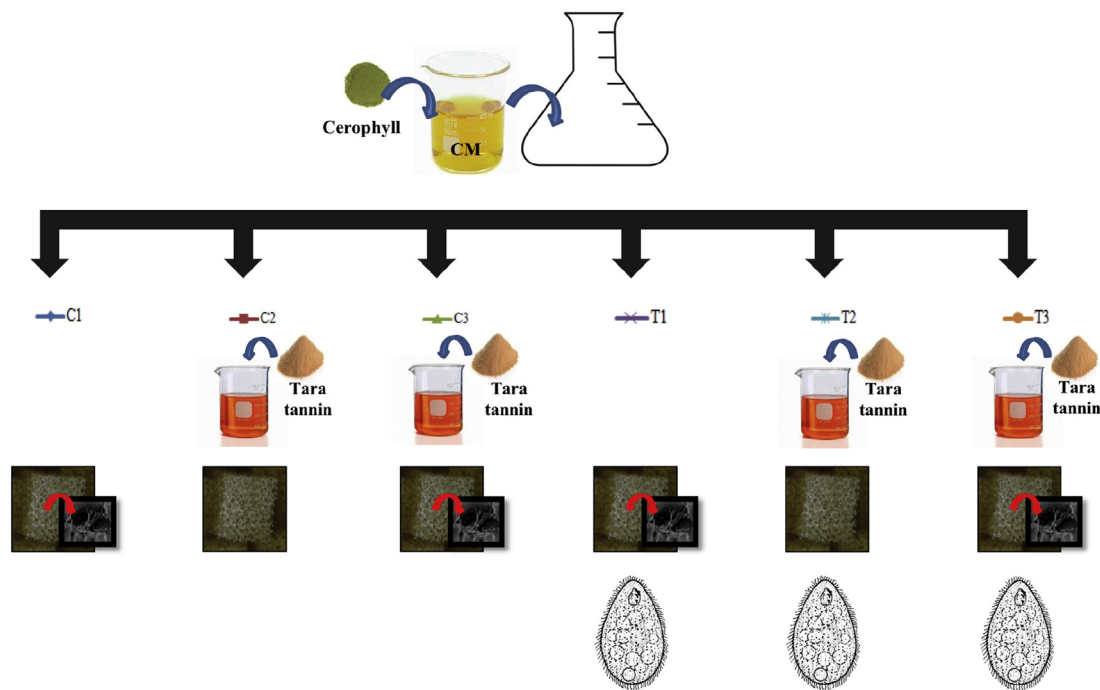 Cerophyll
CM
C1
C2
C3
T1
T2
T3
Tara
tannin
Tara
tannin
Tara
tannin
Tara
tannin